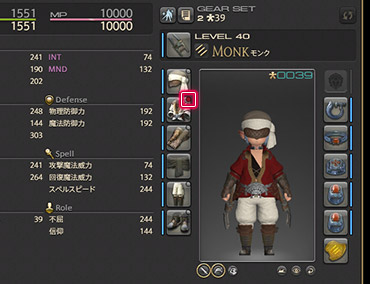 1551
1551
MP 10000
10000
GEAR SET
2 39
LEVEL 40
MONK モンク
0039
241 INT 74
190 MND 132
202
Defense
248 物理防御力 192
144 魔法防御力 192
303
Spell
241 攻撃魔法威力 74
264 回復魔法威力 132
スペルスピード 244
Role
39 不屈 244
信仰 144